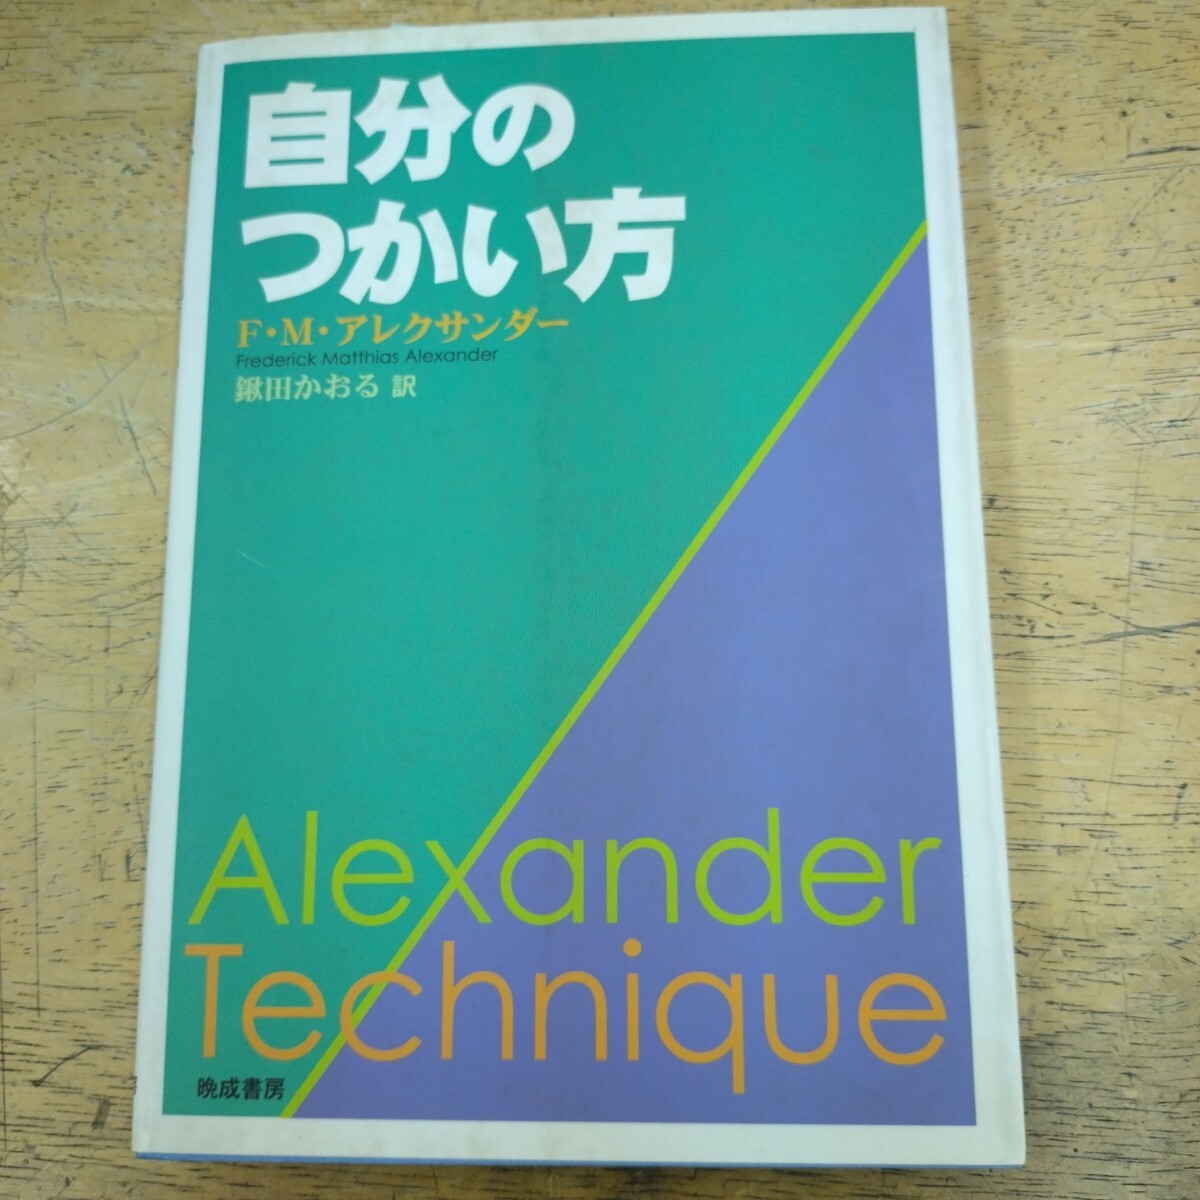 自分の
つかい方
F・M・アレクサンダー
Frederick Matthias Alexander
鍬田かおる 訳
Alexander
Technique
晩成書房